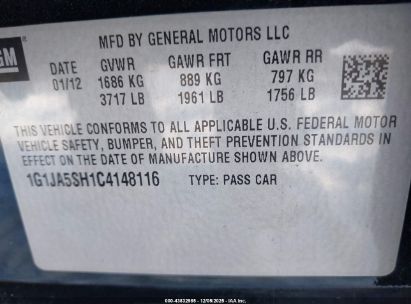 GM
MFD BY GENERAL MOTORS LLC
DATE GVWR GAWR FRT GAWR RR
01/12 1686 KG 889 KG 797 KG
3717 LB 1961 LB 1756 LB
THIS VEHICLE CONFORMS TO ALL APPLICABLE U.S. FEDERAL MOTOR
VEHICLE SAFETY, BUMPER, AND THEFT PREVENTION STANDARDS IN
EFFECT ON THE DATE OF MANUFACTURE SHOWN ABOVE.
1G1JA5SH1C4148116 TYPE: PASS CAR